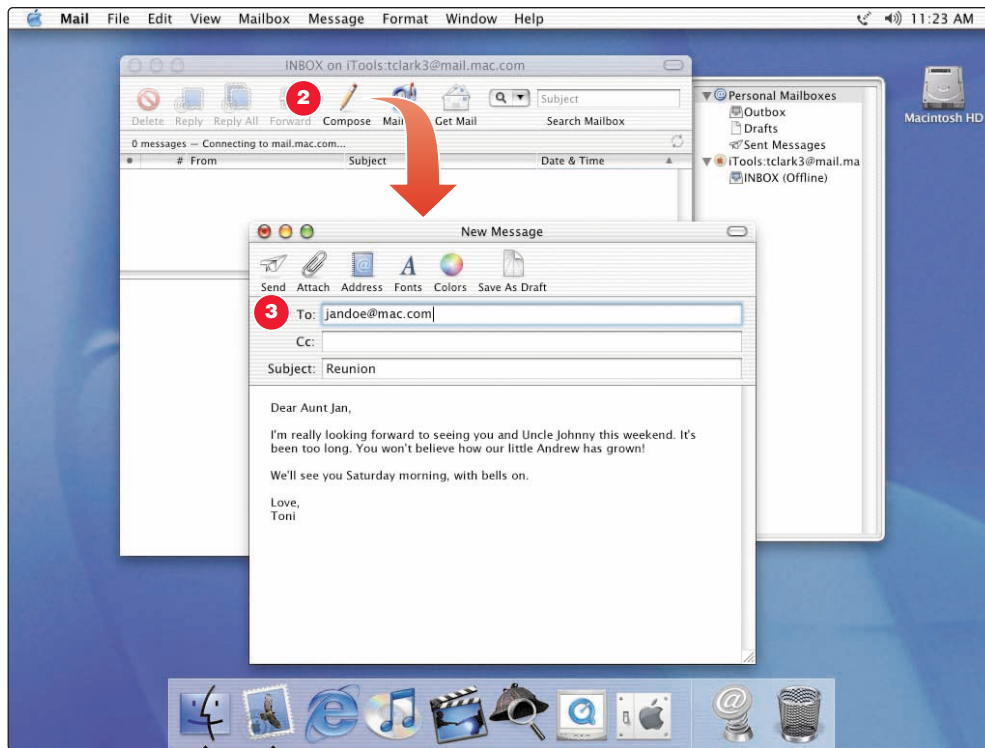 Mail File Edit View Mailbox Message Format Window Help 11:23 AM
INBOX on iTools:tclark3@mail.mac.com
2
Delete Reply Reply All Forward Compose Get Mail Search Mailbox
Subject
0 messages — Connecting to mail.mac.com...
# From Subject Date & Time
Personal Mailboxes
Outbox
Drafts
Sent Messages
iTools:tclark3@mail.ma
INBOX (Offline)
Macintosh HD
New Message
Send Attach Address Fonts Colors Save As Draft
3
To: jandoe@mac.com
Cc:
Subject: Reunion
Dear Aunt Jan,
I'm really looking forward to seeing you and Uncle Johnny this weekend. It's
been too long. You won't believe how our little Andrew has grown!
We'll see you Saturday morning, with bells on.
Love,
Toni